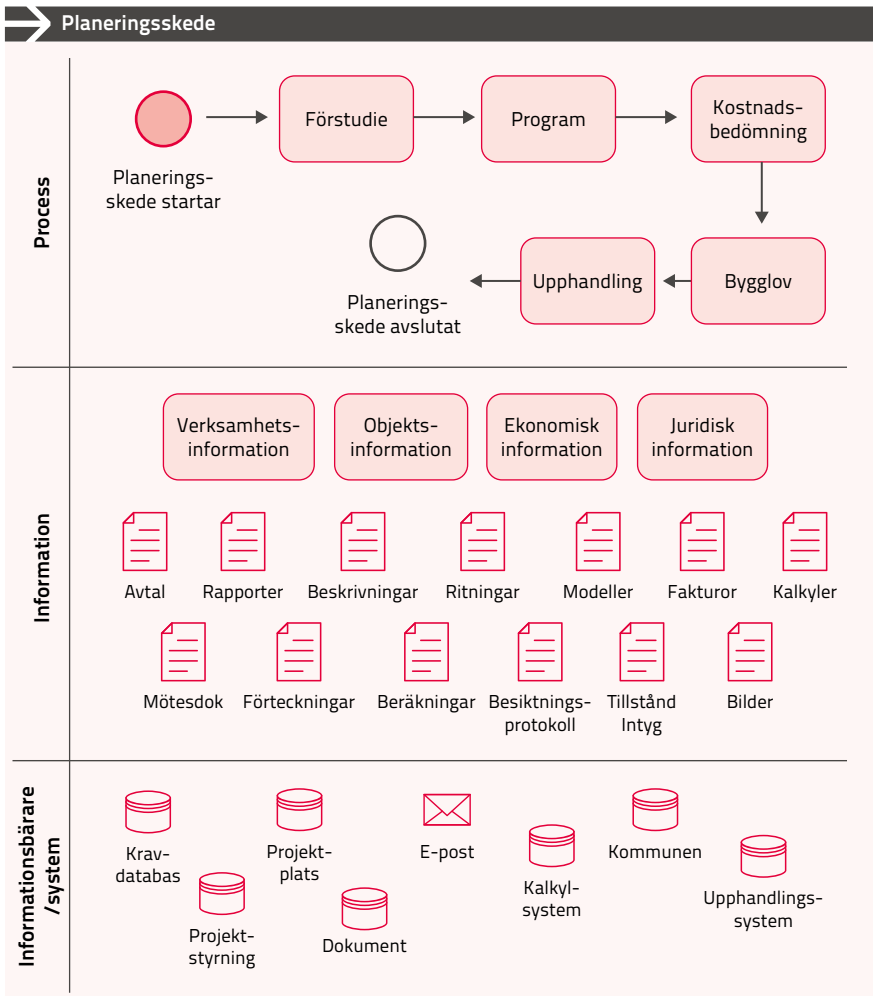 Planeringsskede
Process
Planerings-
skede startar
Förstudie
Program
Kostnads-
bedömning
Bygglov
Upphandling
Planerings-
skede avslutat
Information
Verksamhets-
information
Objekts-
information
Ekonomisk
information
Juridisk
information
Avtal
Rapporter
Beskrivningar
Ritningar
Modeller
Fakturor
Kalkyler
Mötesdok
Förteckningar
Beräkningar
Besiktnings-
protokoll
Tillstånd
Intyg
Bilder
Informationsbärare
/system
Krav-
databas
Projekt-
styrning
Projekt-
plats
Dokument
E-post
Kalkyl-
system
Kommunen
Upphandlings-
system